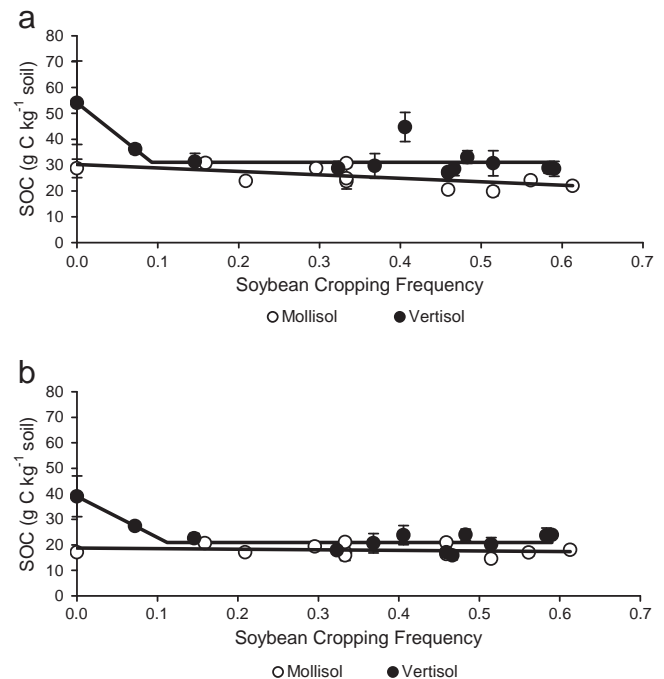 a
80
70
60
50
40
30
20
10
0
SOC (g C kg⁻¹ soil)
0.0 0.1 0.2 0.3 0.4 0.5 0.6 0.7
Soybean Cropping Frequency
Mollisol Vertisol
b
80
70
60
50
40
30
20
10
0
SOC (g C kg⁻¹ soil)
0.0 0.1 0.2 0.3 0.4 0.5 0.6 0.7
Soybean Cropping Frequency
Mollisol Vertisol